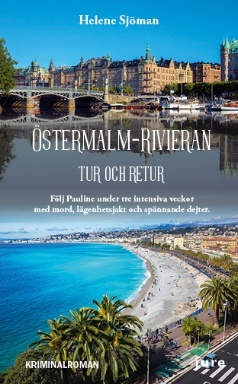 Helene Sjöman
ÖSTERMALM-RIVIERAN
TUR OCH RETUR
Följ Pauline under tre intensiva veckor
med mord, lägenhetsjakt och spännande dejter.
KRIMINALROMAN
jure